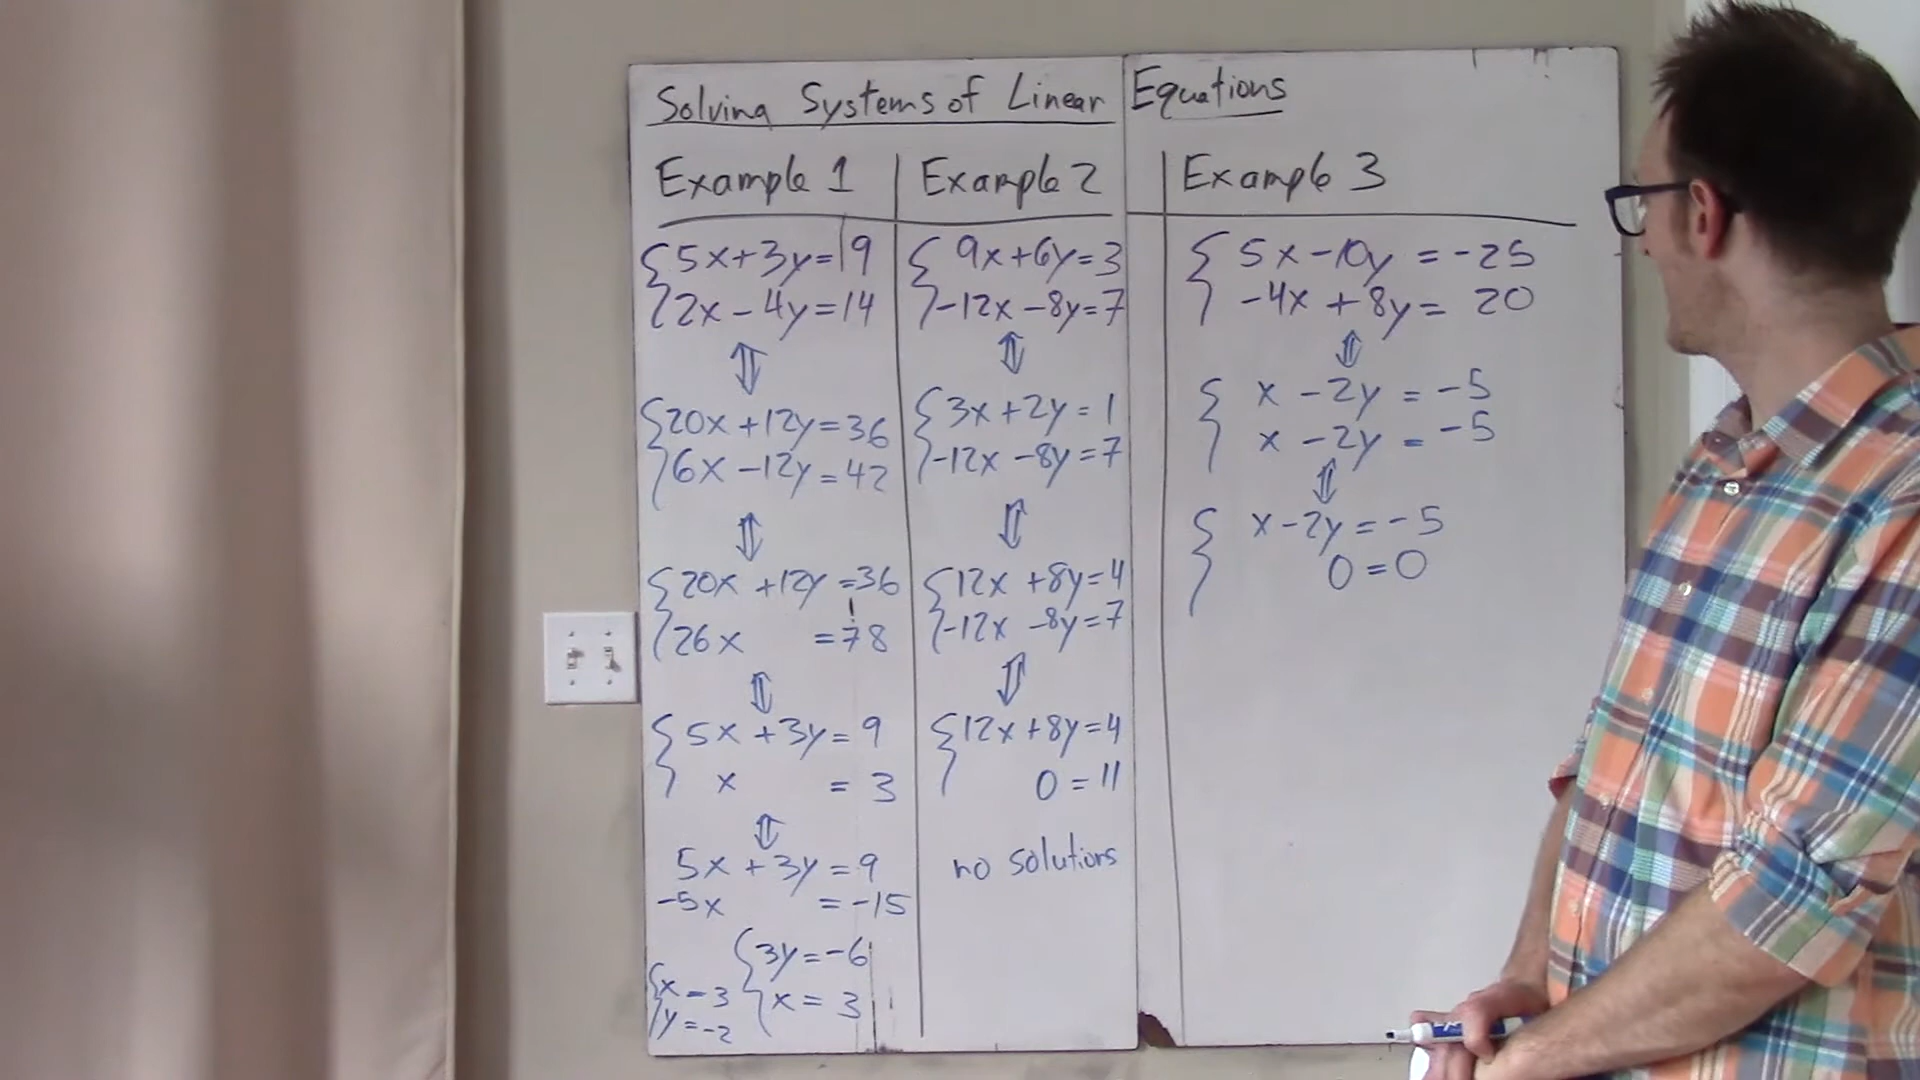 Solving Systems of Linear Equations
Example 1
5x+3y=19
2x-4y=14
⇕
20x+12y=36
6x-12y=42
⇕
20x+12y=36
26x =78
⇕
5x+3y=9
x =3
⇕
5x+3y=9
-5x =-15
3y=-6
x=3
x=3
y=-2
Example 2
9x+6y=3
-12x-8y=7
⇕
3x+2y=1
-12x-8y=7
⇕
12x+8y=4
-12x-8y=7
⇕
12x+8y=4
0=11
no solutions
Example 3
5x-10y=-25
-4x+8y=20
⇕
x-2y=-5
x-2y=-5
⇕
x-2y=-5
0=0